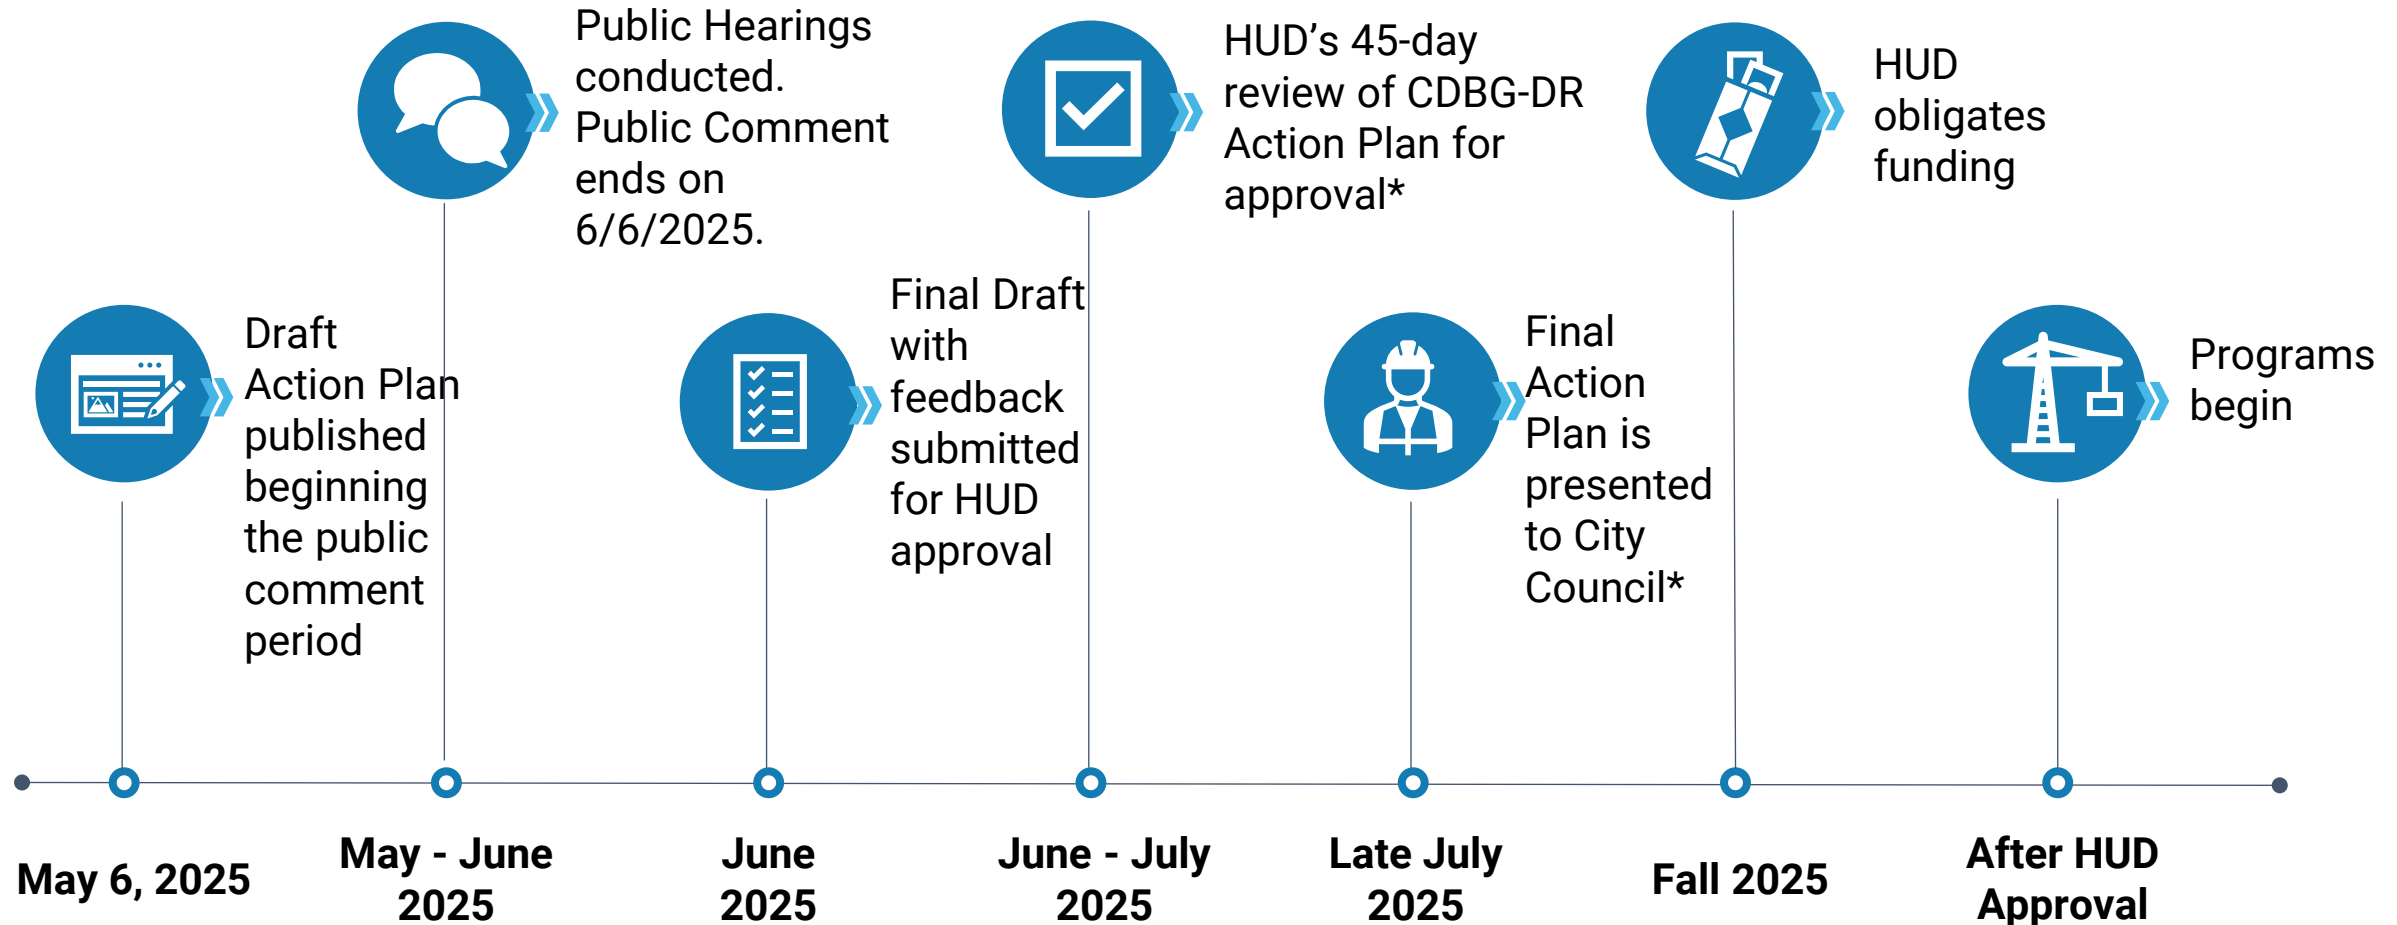 Draft
Action Plan
published
beginning
the public
comment
period
May 6, 2025
Public Hearings
conducted.
Public Comment
ends on
6/6/2025.
May - June
2025
Final Draft
with
feedback
submitted
for HUD
approval
June
2025
HUD’s 45-day
review of CDBG-DR
Action Plan for
approval*
June - July
2025
Final
Action
Plan is
presented
to City
Council*
Late July
2025
HUD
obligates
funding
Fall 2025
Programs
begin
After HUD
Approval